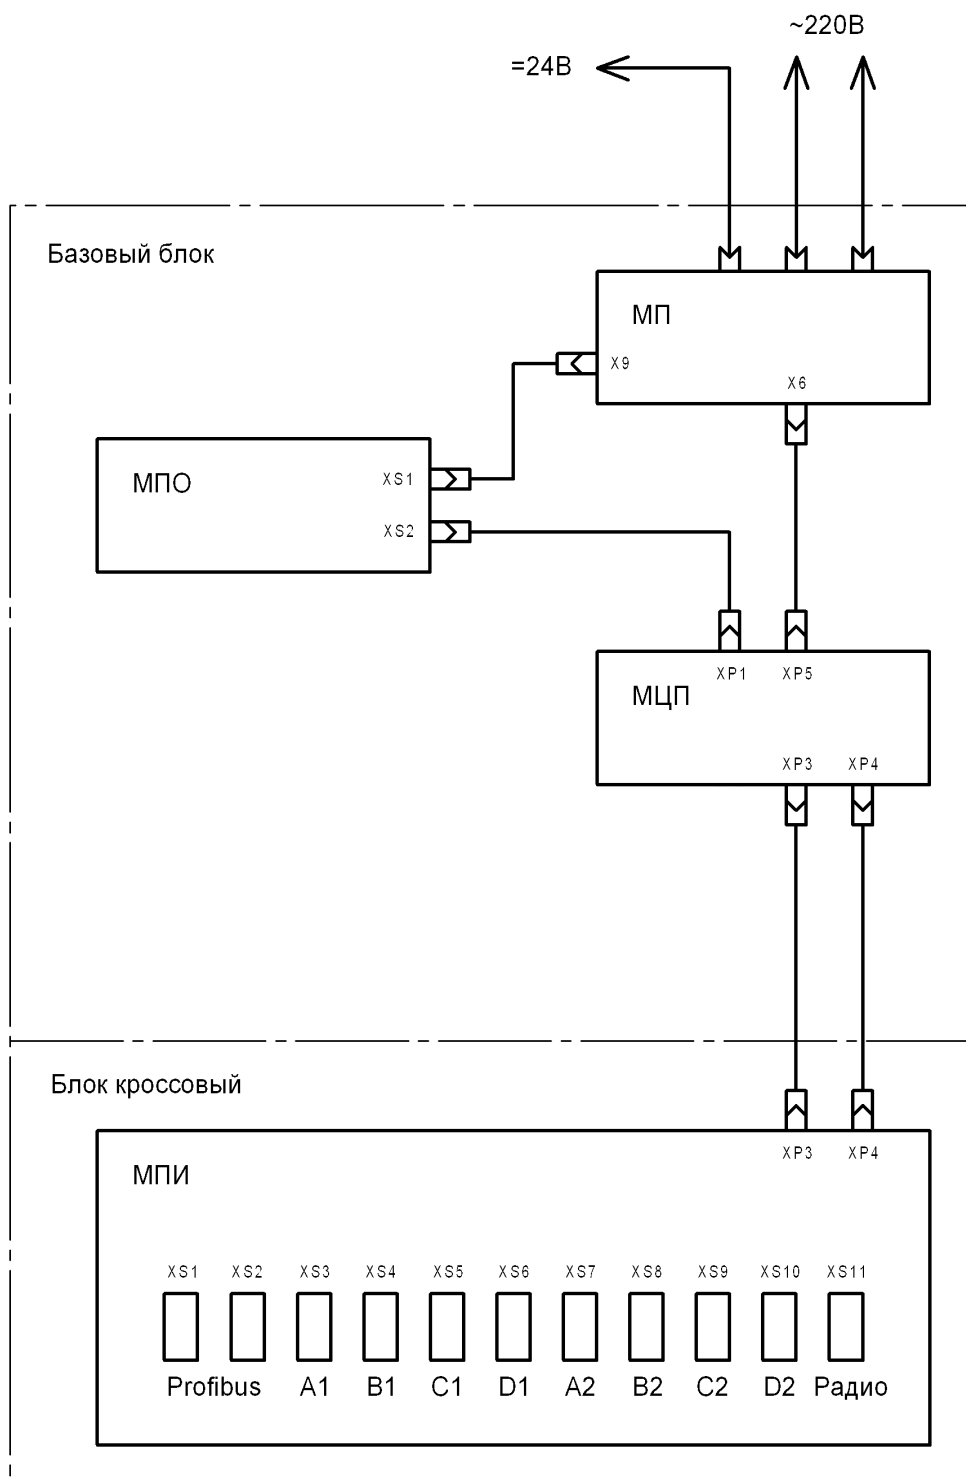 ~220В
=24В
Базовый блок
МП
X9
X6
МПО
XS1
XS2
XP1 XP5
МЦП
XP3 XP4
Блок кроссовый
XP3 XP4
МПИ
XS1 XS2 XS3 XS4 XS5 XS6 XS7 XS8 XS9 XS10 XS11
Profibus A1 B1 C1 D1 A2 B2 C2 D2 Радио